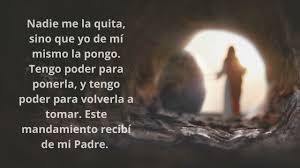 Nadie me la quita,
sino que yo de mí
mismo la pongo.
Tengo poder para
ponerla, y tengo
poder para volverla a
tomar. Este
mandamiento recibí
de mi Padre.